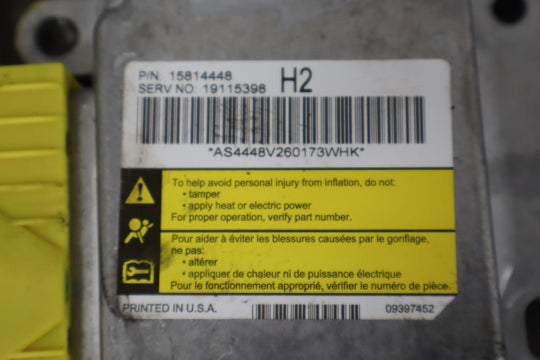 P/N: 15814448 H2
SERV NO: 19115398
*AS4448V260173WHK*
To help avoid personal injury from inflation, do not:
• tamper
• apply heat or electric power
For proper operation, verify part number.
Pour aider à éviter les blessures causées par le gonflage,
ne pas:
• altérer
• appliquer de chaleur ni de puissance électrique
Pour le fonctionnement approprié, vérifier le numéro de pièce.
PRINTED IN U.S.A. 09397452